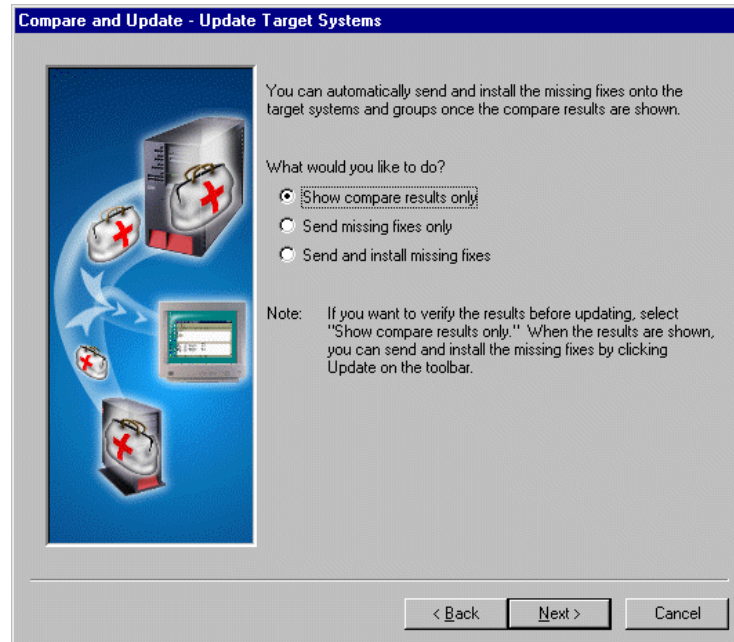 Compare and Update - Update Target Systems
You can automatically send and install the missing fixes onto the
target systems and groups once the compare results are shown.
What would you like to do?
Show compare results only
Send missing fixes only
Send and install missing fixes
Note: If you want to verify the results before updating, select
"Show compare results only." When the results are shown,
you can send and install the missing fixes by clicking
Update on the toolbar.
< Back Next > Cancel